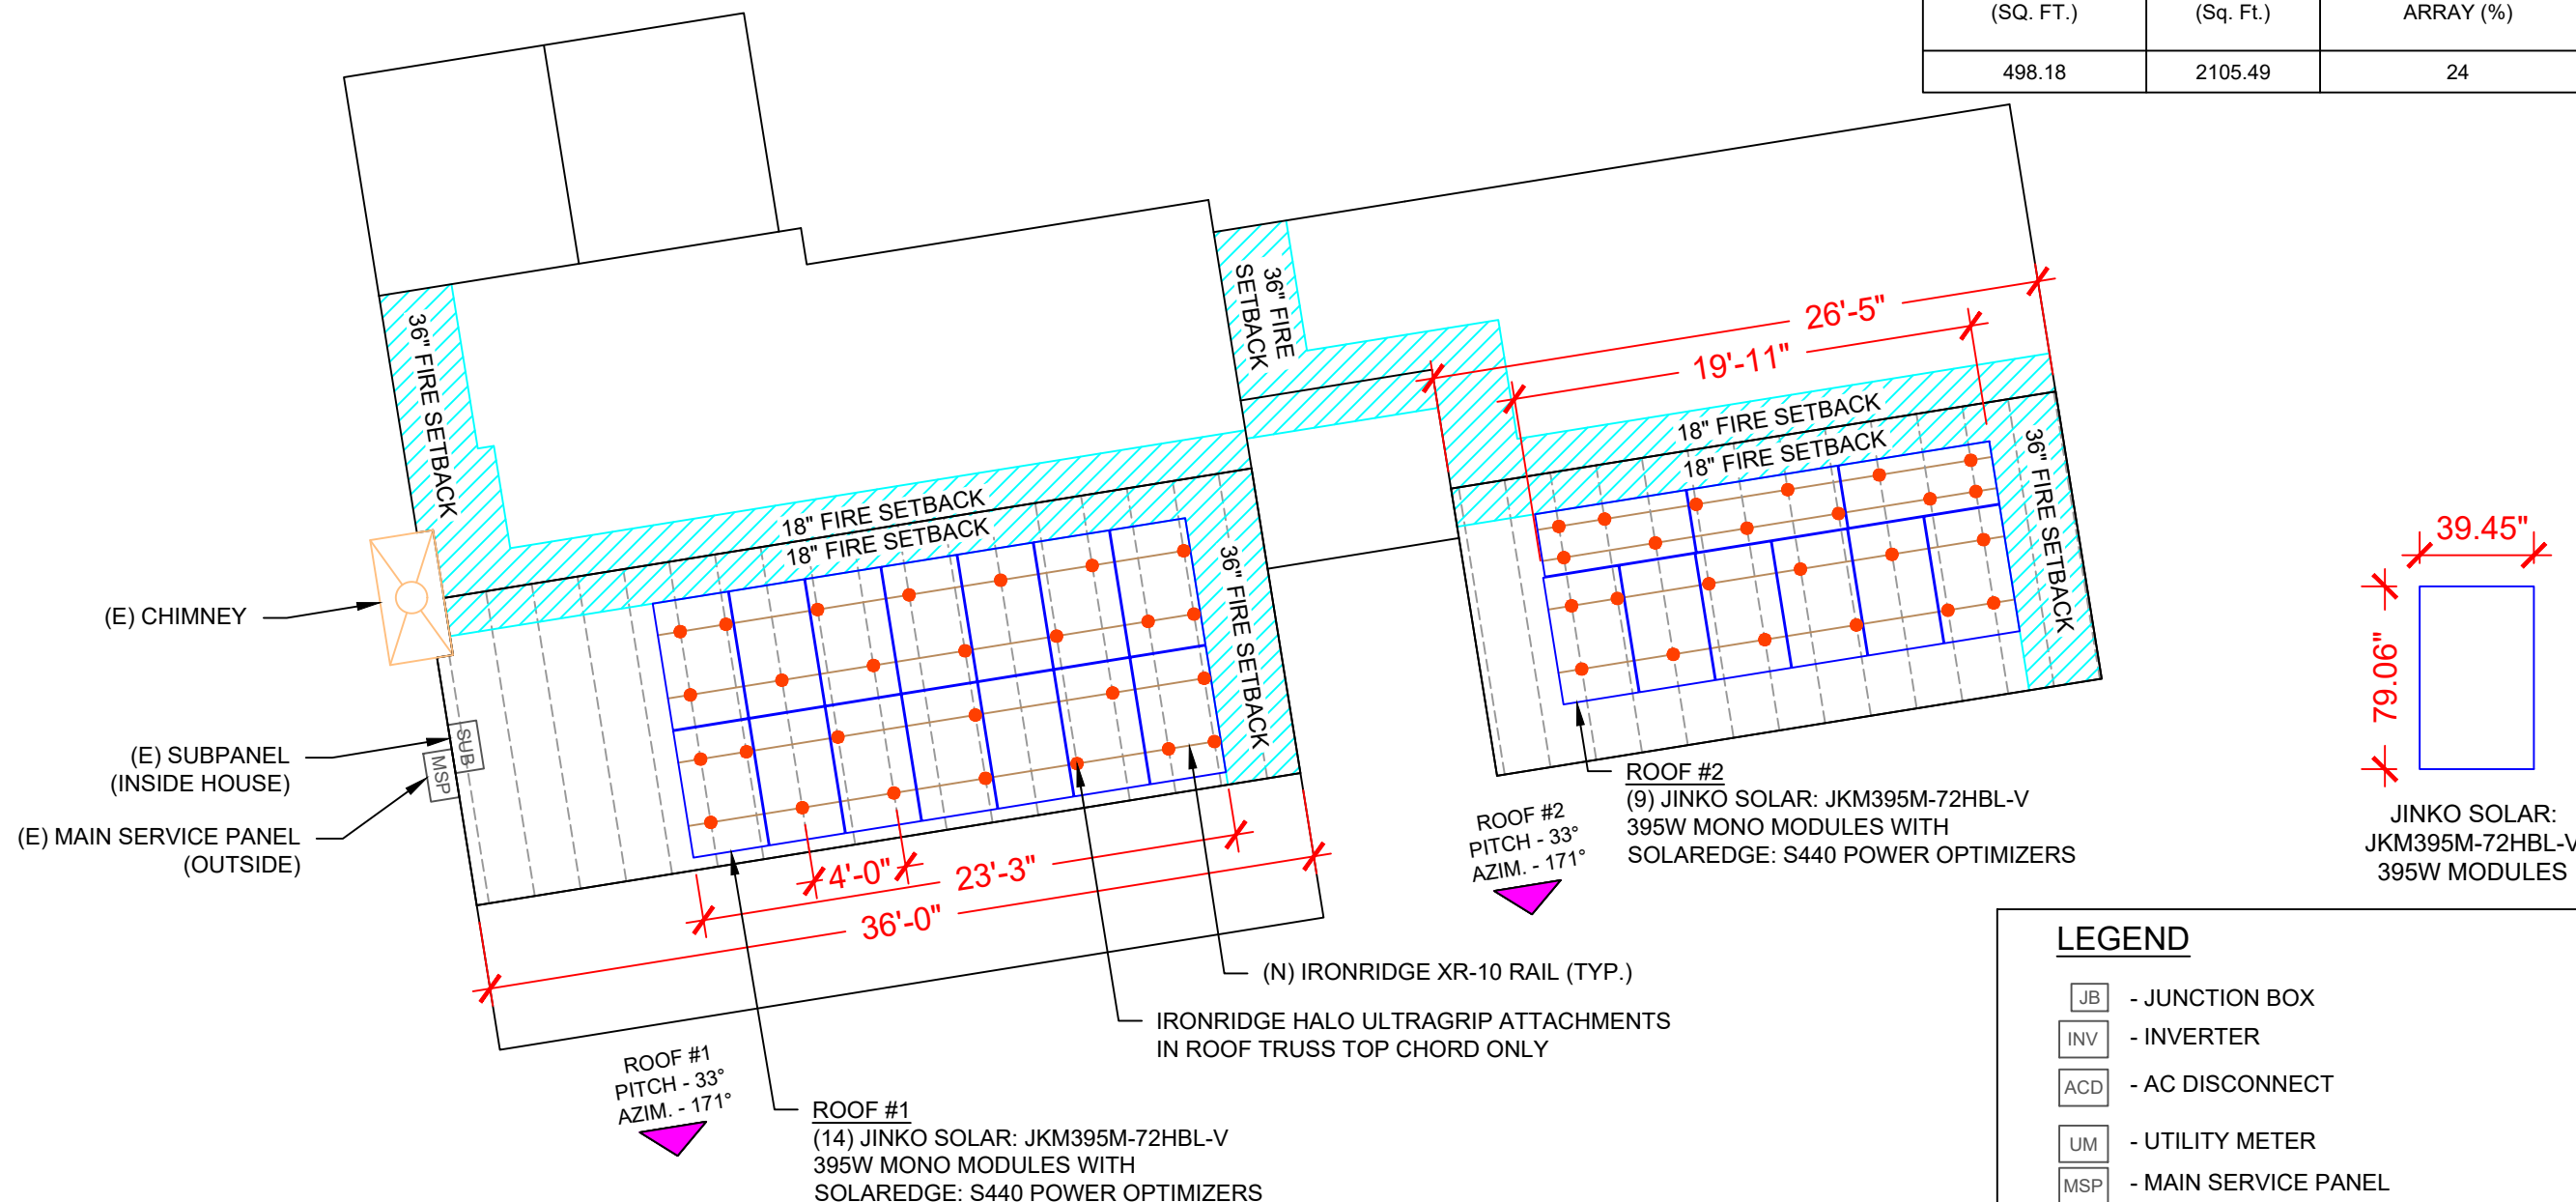 (SQ. FT.) (Sq. Ft.) ARRAY (%)
498.18 2105.49 24
36" FIRE SETBACK
36" FIRE
SETBACK
26'-5"
19'-11"
18" FIRE SETBACK
18" FIRE SETBACK
36" FIRE SETBACK
18" FIRE SETBACK
18" FIRE SETBACK
36" FIRE SETBACK
(E) CHIMNEY
(E) SUBPANEL
(INSIDE HOUSE)
SUB
MSP
(E) MAIN SERVICE PANEL
(OUTSIDE)
39.45"
79.06"
JINKO SOLAR:
JKM395M-72HBL-V
395W MODULES
ROOF #2
(9) JINKO SOLAR: JKM395M-72HBL-V
395W MONO MODULES WITH
SOLAREDGE: S440 POWER OPTIMIZERS
ROOF #2
PITCH - 33°
AZIM. - 171°
4'-0"
23'-3"
36'-0"
(N) IRONRIDGE XR-10 RAIL (TYP.)
IRONRIDGE HALO ULTRAGRIP ATTACHMENTS
IN ROOF TRUSS TOP CHORD ONLY
ROOF #1
PITCH - 33°
AZIM. - 171°
ROOF #1
(14) JINKO SOLAR: JKM395M-72HBL-V
395W MONO MODULES WITH
SOLAREDGE: S440 POWER OPTIMIZERS
LEGEND
JB - JUNCTION BOX
INV - INVERTER
ACD - AC DISCONNECT
UM - UTILITY METER
MSP - MAIN SERVICE PANEL